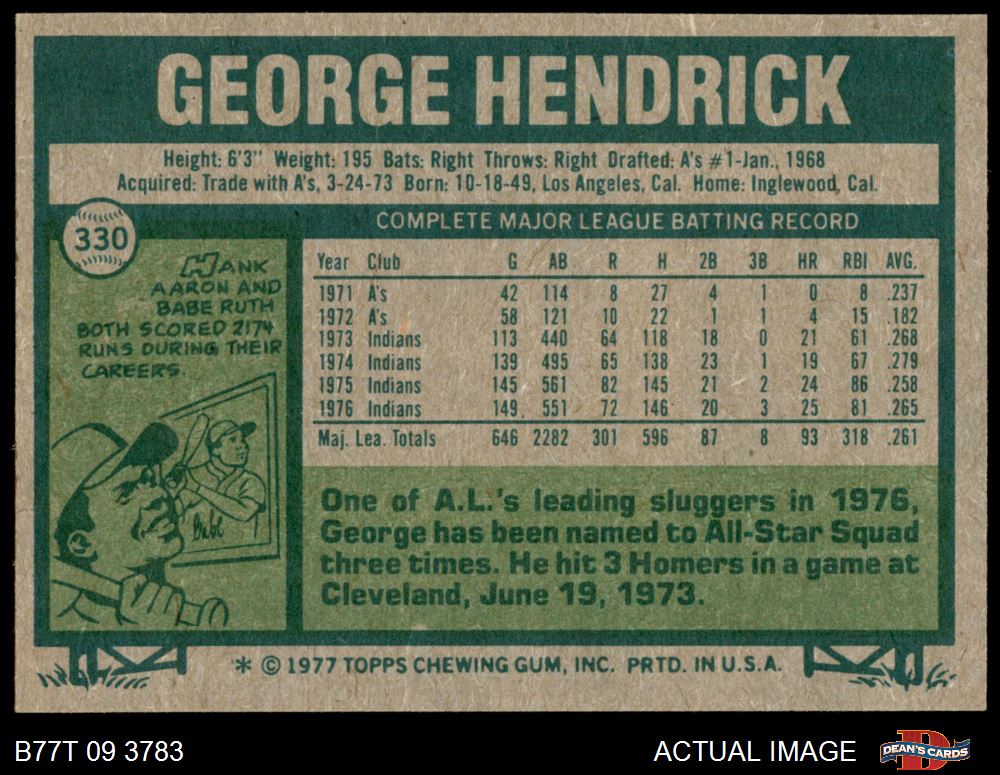 GEORGE HENDRICK
Height: 6'3" Weight: 195 Bats: Right Throws: Right Drafted: A's #1-Jan., 1968
Acquired: Trade with A's, 3-24-73 Born: 10-18-49, Los Angeles, Cal. Home: Inglewood, Cal.
COMPLETE MAJOR LEAGUE BATTING RECORD
330
HANK
AARON AND
BABE RUTH
BOTH SCORED 2174
RUNS DURING THEIR
CAREERS.
Babe
Year Club G AB R H 2B 3B HR RBI AVG.
1971 A's 42 114 8 27 4 1 0 8 .237
1972 A's 58 121 10 22 1 1 4 15 .182
1973 Indians 113 440 64 118 18 0 21 61 .268
1974 Indians 139 495 65 138 23 1 19 67 .279
1975 Indians 145 561 82 145 21 2 24 86 .258
1976 Indians 149 551 72 146 20 3 25 81 .265
Maj. Lea. Totals 646 2282 301 596 87 8 93 318 .261
One of A.L.'s leading sluggers in 1976,
George has been named to All-Star Squad
three times. He hit 3 Homers in a game at
Cleveland, June 19, 1973.
* © 1977 TOPPS CHEWING GUM, INC. PRTD. IN U.S.A.
B77T 09 3783
ACTUAL IMAGE
D
DEAN'S CARDS